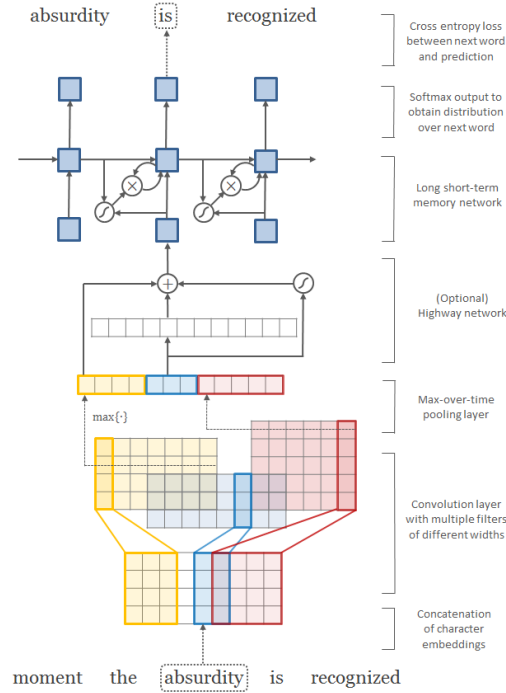 absurdity is recognized
Cross entropy loss
between next word
and prediction
Softmax output to
obtain distribution
over next word
Long short-term
memory network
(Optional)
Highway network
+
max{·}
Max-over-time
pooling layer
Convolution layer
with multiple filters
of different widths
Concatenation
of character
embeddings
moment the absurdity is recognized